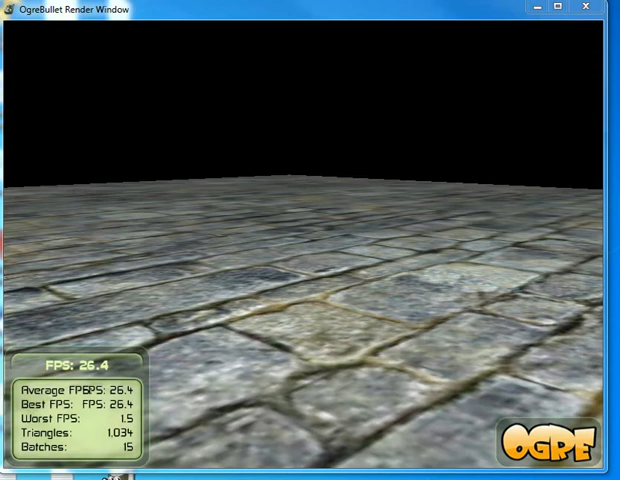 OgreBullet Render Window
FPS: 26.4
Average FPS: FPS: 26.4
Best FPS: FPS: 26.4
Worst FPS: 1.5
Triangles: 1,034
Batches: 15
OGRE